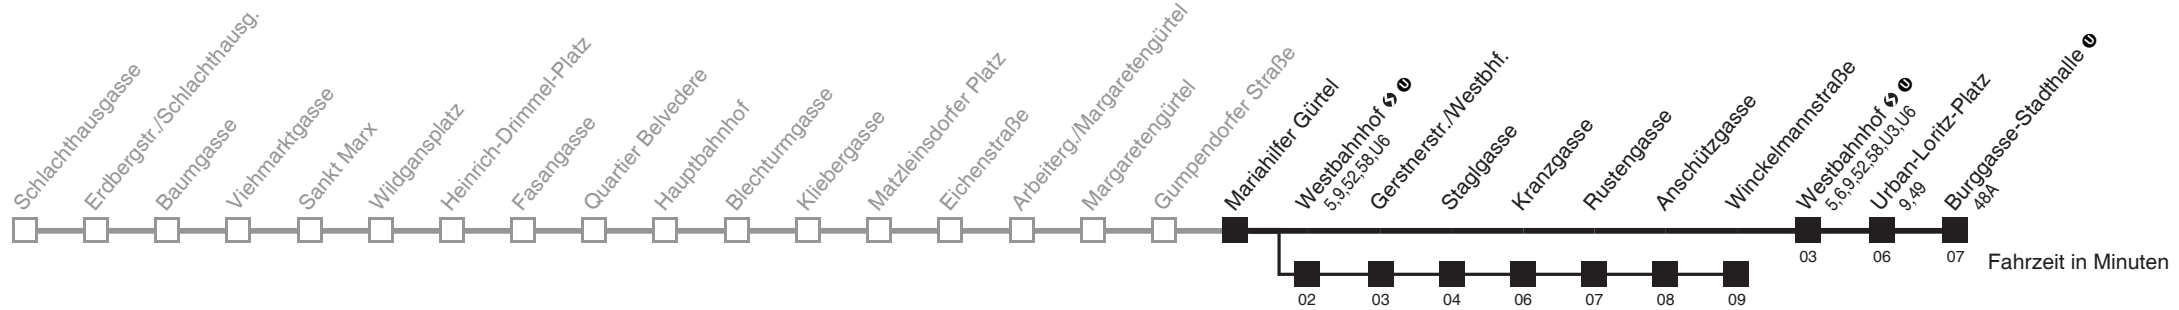 Schlachthausgasse
Erdbergstr./Schlachthausg.
Baumgasse
Viehmarktgasse
Sankt Marx
Wildgansplatz
Heinrich-Drimmel-Platz
Fasangasse
Quartier Belvedere
Hauptbahnhof
Blechturmgasse
Kliebergasse
Matzleinsdorfer Platz
Eichenstraße
Arbeiterg./Margaretengürtel
Margaretengürtel
Gumpendorfer Straße
Mariahilfer Gürtel
Westbahnhof S U
5,9,52,58,U6
Gerstnerstr./Westbhf.
Staglgasse
Kranzgasse
Rustengasse
Anschützgasse
Winckelmannstraße
Westbahnhof S U
5,6,9,52,58,U3,U6
Urban-Loritz-Platz
9,49
Burggasse-Stadthalle U
48A
03 06 07
Fahrzeit in Minuten
02 03 04 06 07 08 09